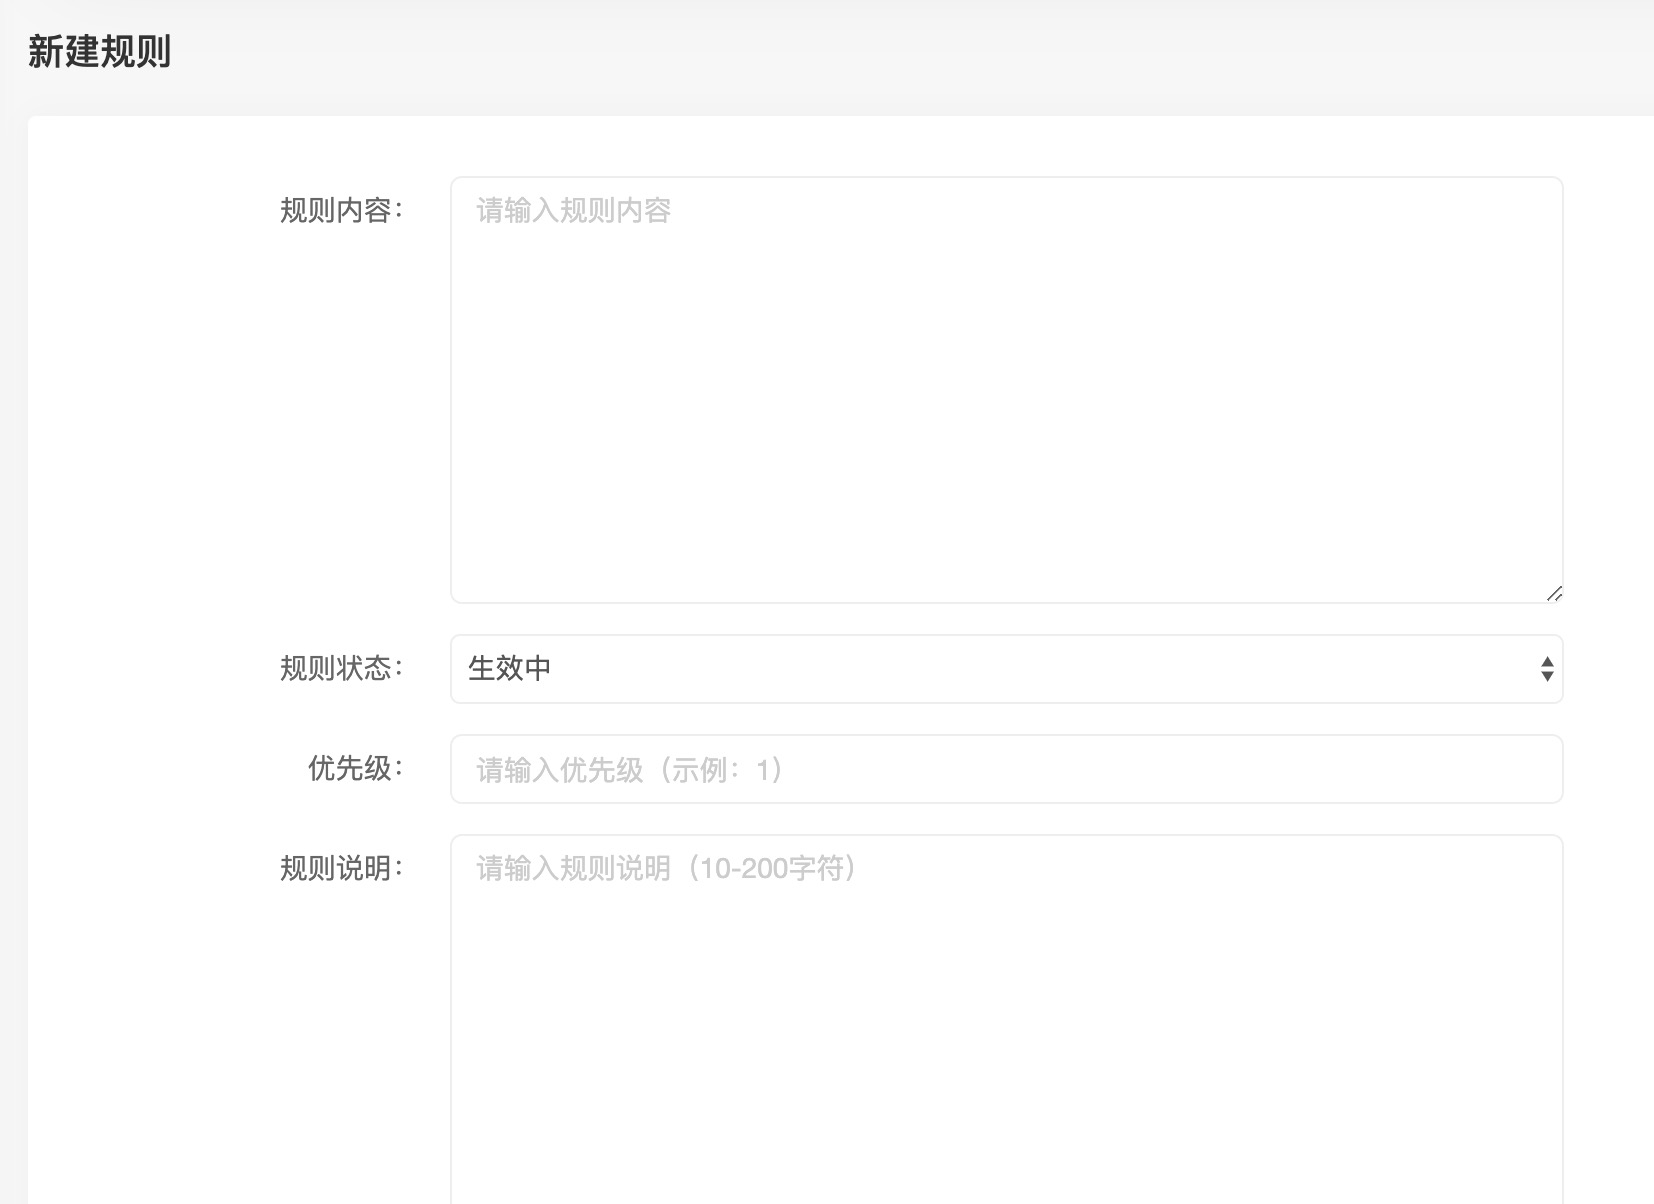 新建规则
规则内容：
请输入规则内容
规则状态：
生效中
优先级：
请输入优先级（示例：1）
规则说明：
请输入规则说明（10-200字符）